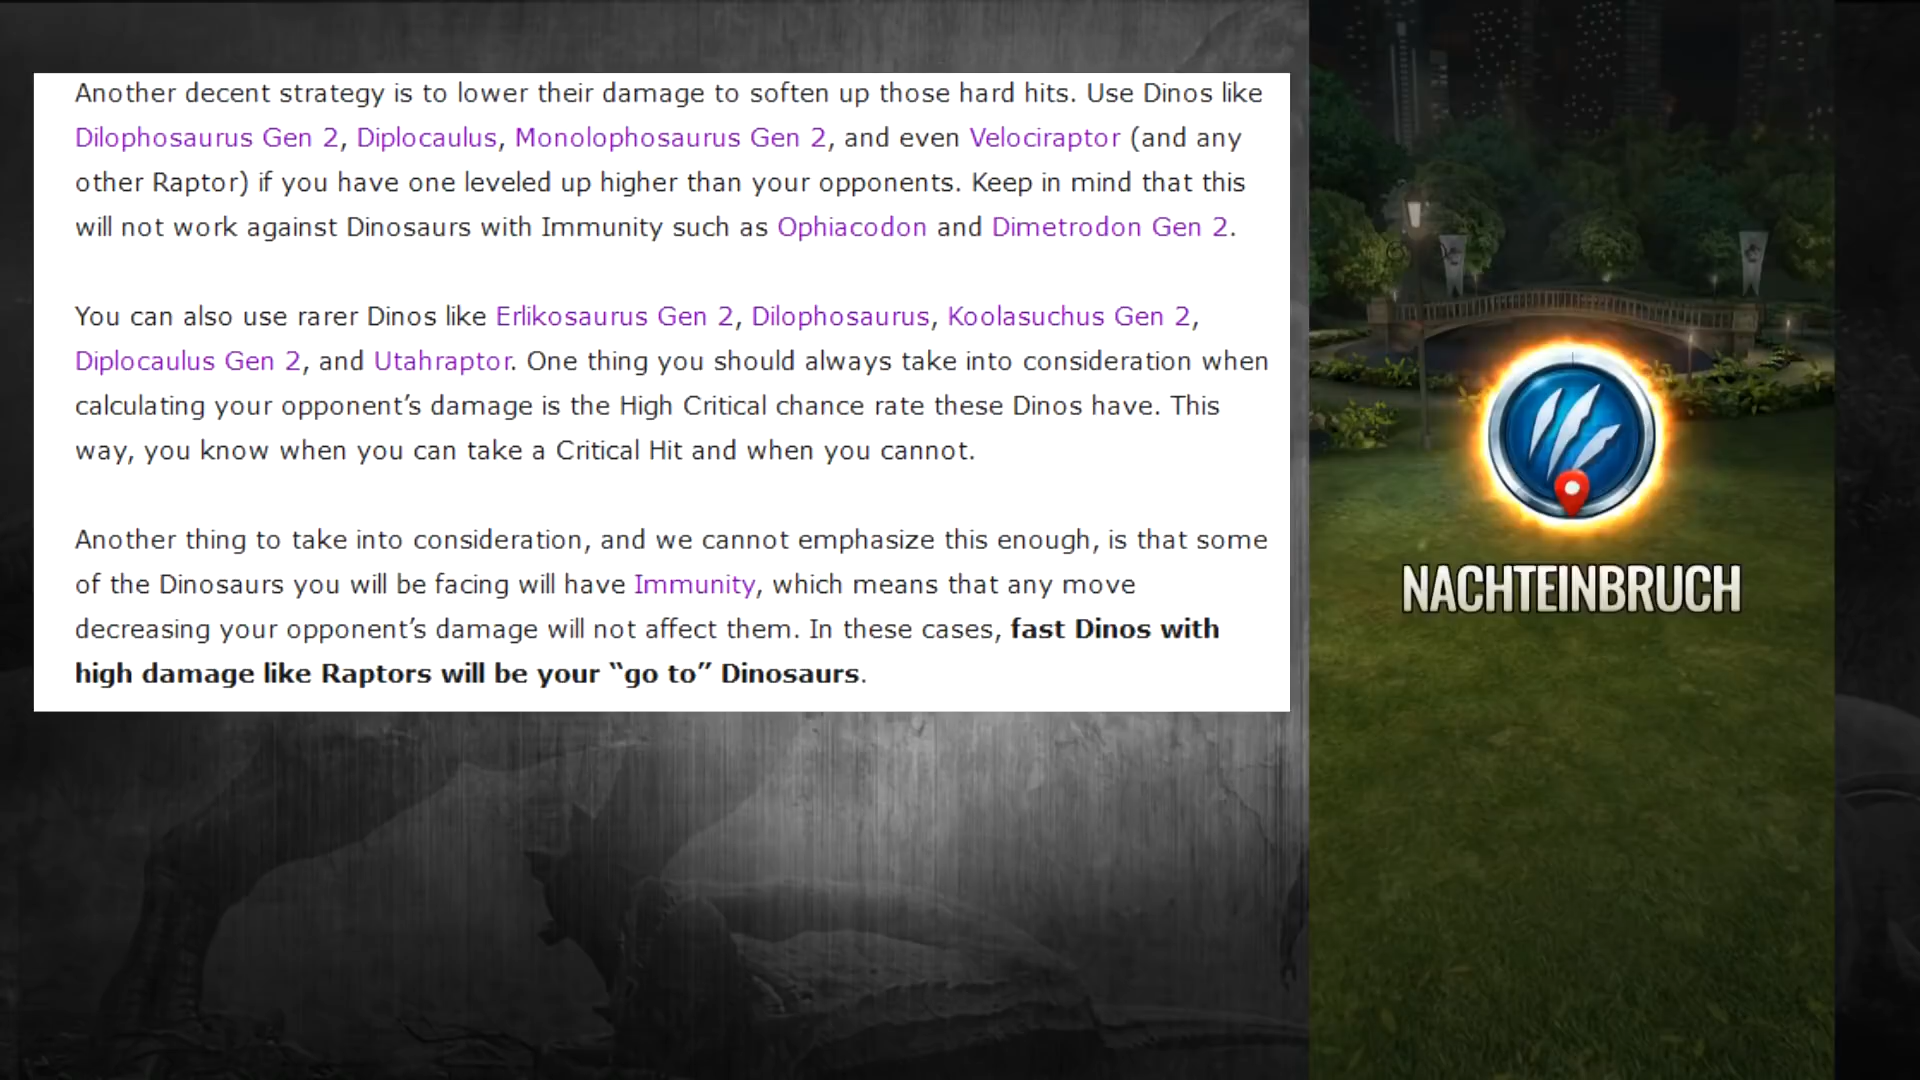 Another decent strategy is to lower their damage to soften up those hard hits. Use Dinos like
Dilophosaurus Gen 2, Diplocaulus, Monolophosaurus Gen 2, and even Velociraptor (and any
other Raptor) if you have one leveled up higher than your opponents. Keep in mind that this
will not work against Dinosaurs with Immunity such as Ophiacodon and Dimetrodon Gen 2.
You can also use rarer Dinos like Erlikosaurus Gen 2, Dilophosaurus, Koolasuchus Gen 2,
Diplocaulus Gen 2, and Utahraptor. One thing you should always take into consideration when
calculating your opponent’s damage is the High Critical chance rate these Dinos have. This
way, you know when you can take a Critical Hit and when you cannot.
Another thing to take into consideration, and we cannot emphasize this enough, is that some
of the Dinosaurs you will be facing will have Immunity, which means that any move
decreasing your opponent’s damage will not affect them. In these cases, fast Dinos with
high damage like Raptors will be your “go to” Dinosaurs.
NACHTEINBRUCH